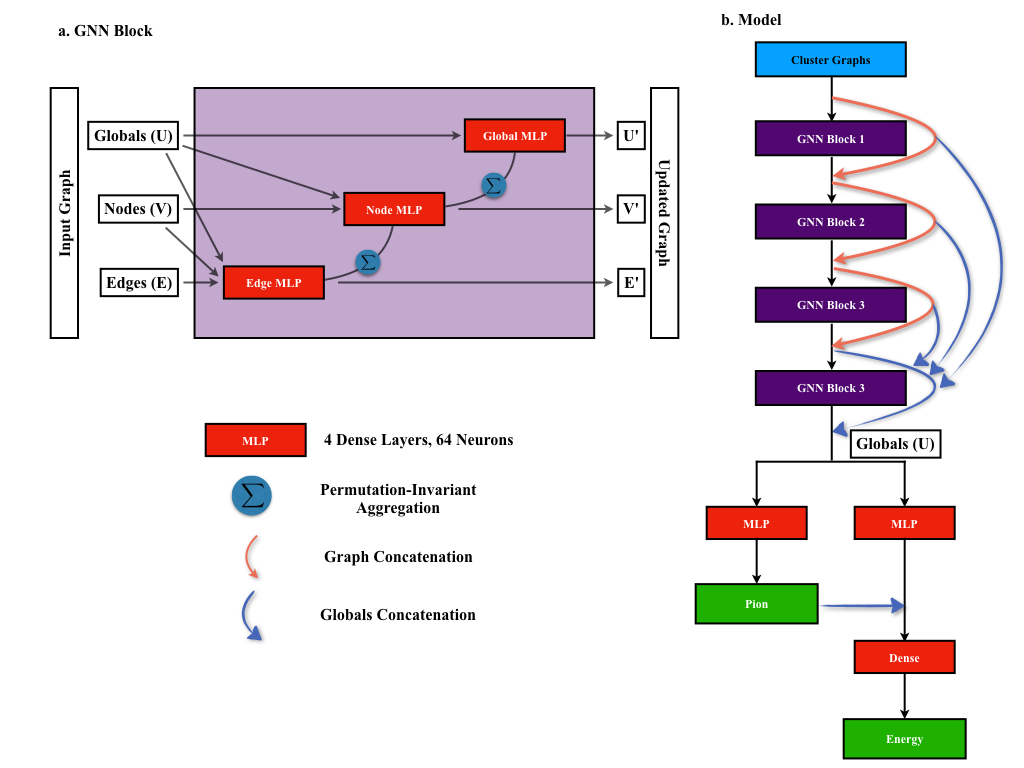 a. GNN Block
Input Graph
Globals (U)
Nodes (V)
Edges (E)
Global MLP
Σ
Node MLP
Σ
Edge MLP
U'
V'
E'
Updated Graph
MLP
4 Dense Layers, 64 Neurons
Σ
Permutation-Invariant
Aggregation
Graph Concatenation
Globals Concatenation
b. Model
Cluster Graphs
GNN Block 1
GNN Block 2
GNN Block 3
GNN Block 3
Globals (U)
MLP
MLP
Pion
Dense
Energy